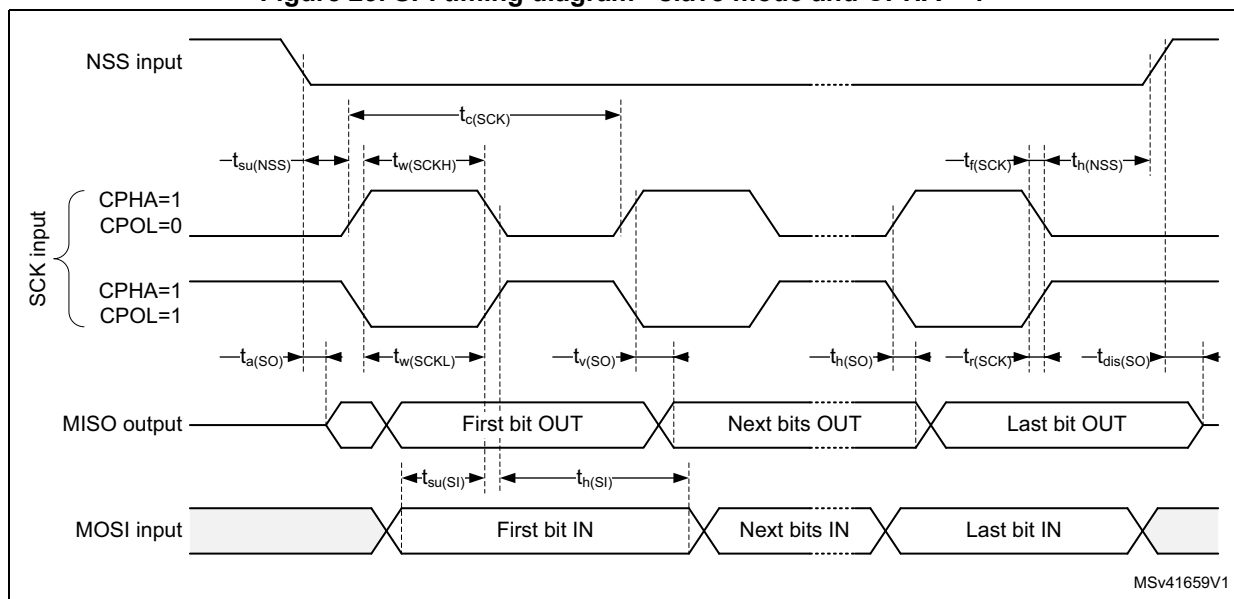 SPI timing diagram - slave mode and CPHA = 1
NSS input
tc(SCK)
tsu(NSS)
tw(SCKH)
tf(SCK)
th(NSS)
SCK input
CPHA=1
CPOL=0
CPHA=1
CPOL=1
ta(SO)
tw(SCKL)
tv(SO)
th(SO)
tr(SCK)
tdis(SO)
MISO output
First bit OUT
Next bits OUT
Last bit OUT
tsu(SI)
th(SI)
MOSI input
First bit IN
Next bits IN
Last bit IN
MSv41659V1